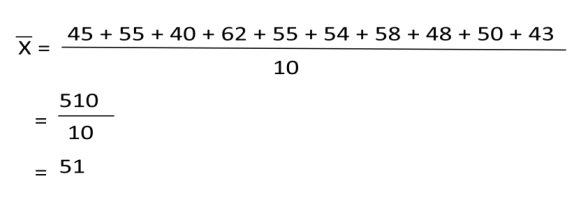 X̅ = 45 + 55 + 40 + 62 + 55 + 54 + 58 + 48 + 50 + 43
10
= 510
10
= 51